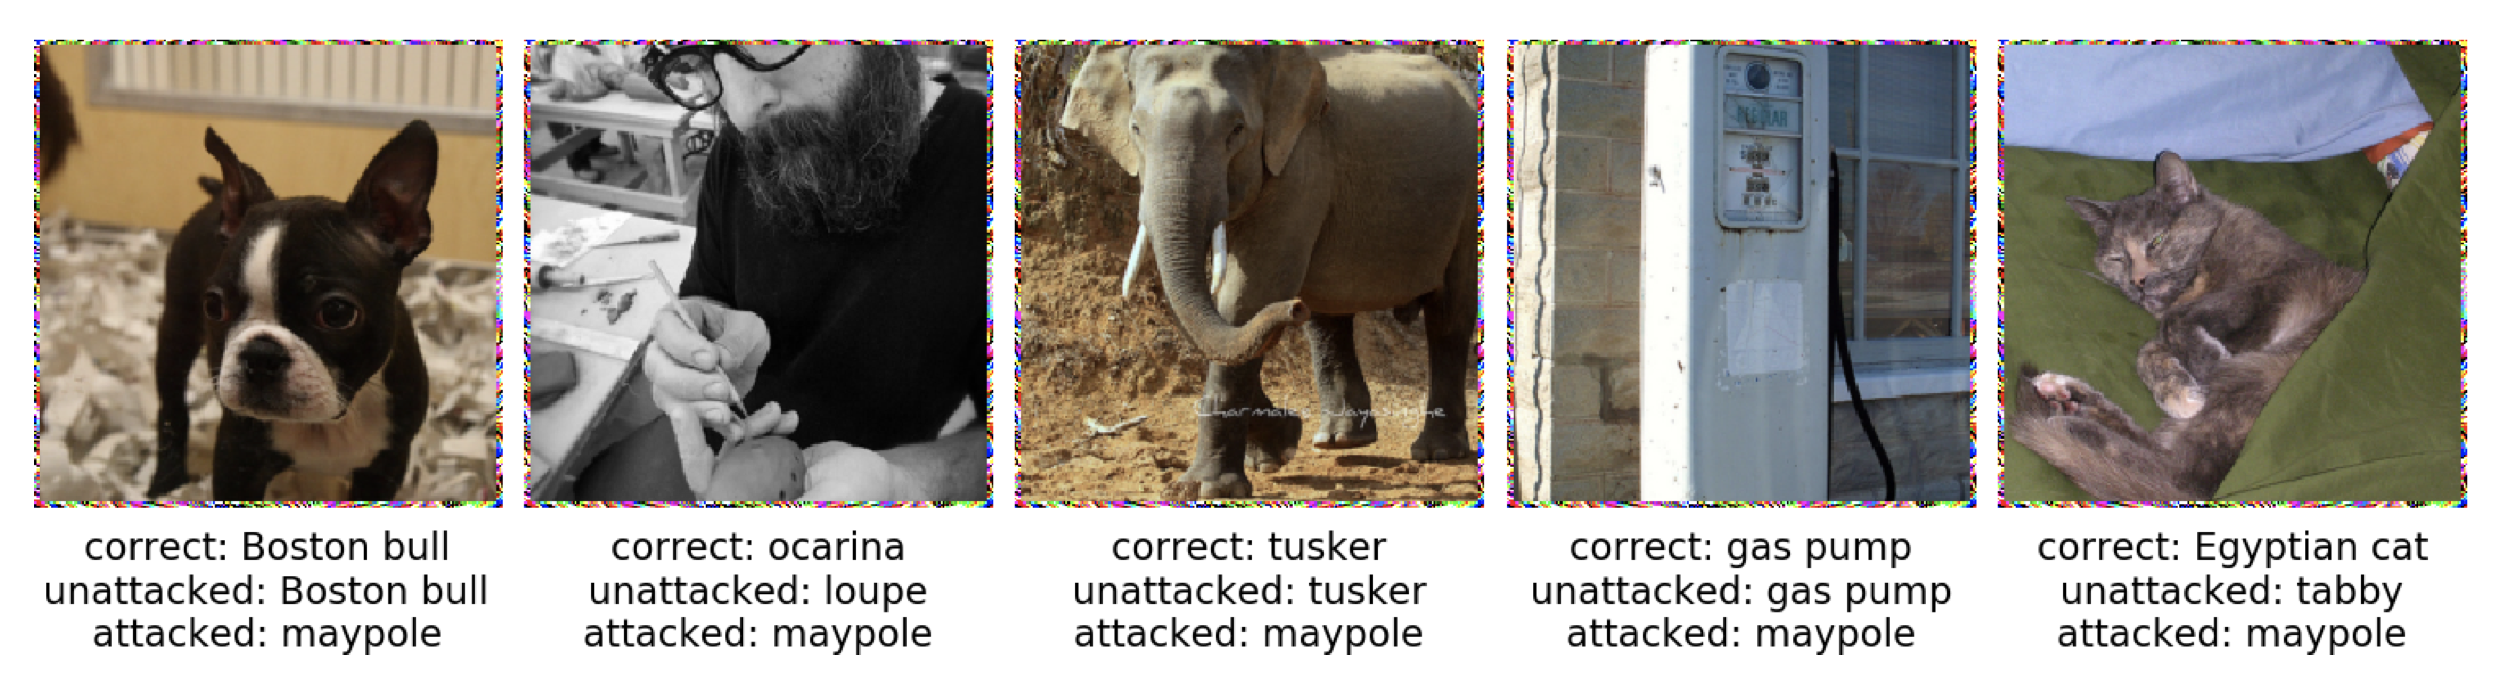 correct: Boston bull
unattacked: Boston bull
attacked: maypole
correct: ocarina
unattacked: loupe
attacked: maypole
correct: tusker
unattacked: tusker
attacked: maypole
correct: gas pump
unattacked: gas pump
attacked: maypole
correct: Egyptian cat
unattacked: tabby
attacked: maypole